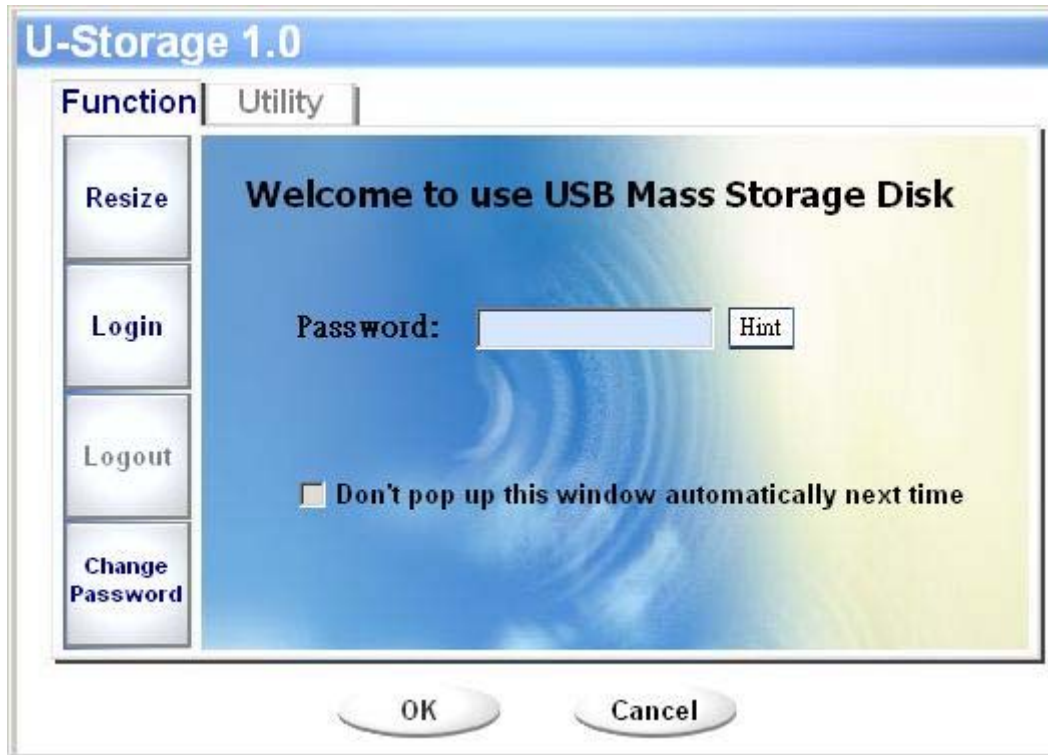 U-Storage 1.0
Function Utility
Resize
Welcome to use USB Mass Storage Disk
Login
Password: Hint
Logout
Don't pop up this window automatically next time
Change
Password
OK Cancel